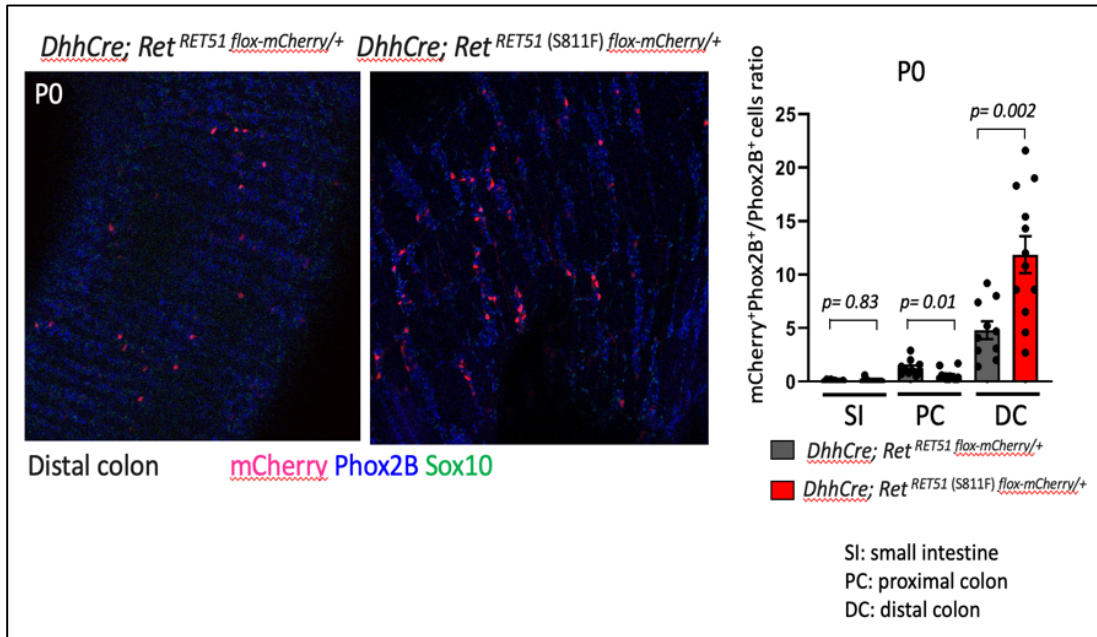 DhhCre; Ret RET51 flox-mCherry/+
DhhCre; Ret RET51 (S811F) flox-mCherry/+
P0
Distal colon
mCherry Phox2B Sox10
P0
mCherry⁺Phox2B⁺/Phox2B⁺ cells ratio
25
20
15
10
5
0
p= 0.83
p= 0.01
p= 0.002
SI
PC
DC
DhhCre; Ret RET51 flox-mCherry/+
DhhCre; Ret RET51 (S811F) flox-mCherry/+
SI: small intestine
PC: proximal colon
DC: distal colon